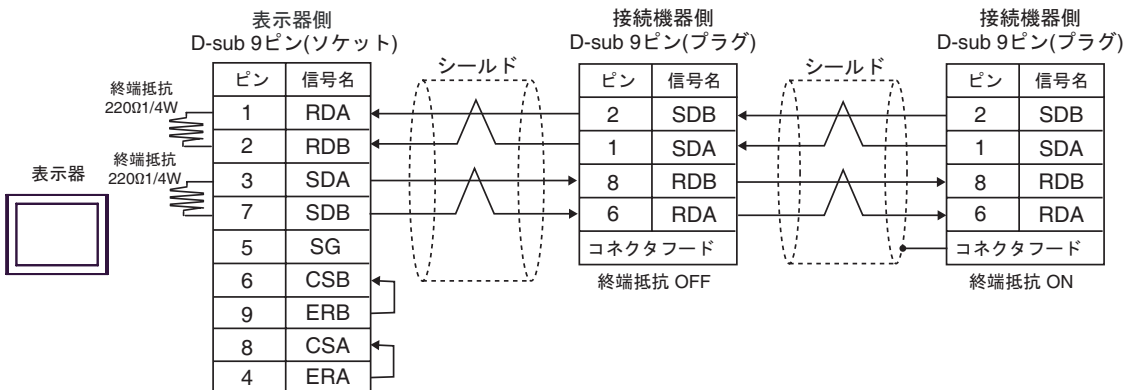 表示器側
D-sub 9ピン(ソケット)
接続機器側
D-sub 9ピン(プラグ)
接続機器側
D-sub 9ピン(プラグ)
ピン 信号名
シールド
ピン 信号名
シールド
ピン 信号名
終端抵抗
220Ω1/4W
1 RDA
2 SDB
2 SDB
2 RDB
1 SDA
1 SDA
終端抵抗
220Ω1/4W
表示器
3 SDA
8 RDB
8 RDB
7 SDB
6 RDA
6 RDA
5 SG
コネクタフード
コネクタフード
6 CSB
終端抵抗 OFF
終端抵抗 ON
9 ERB
8 CSA
4 ERA